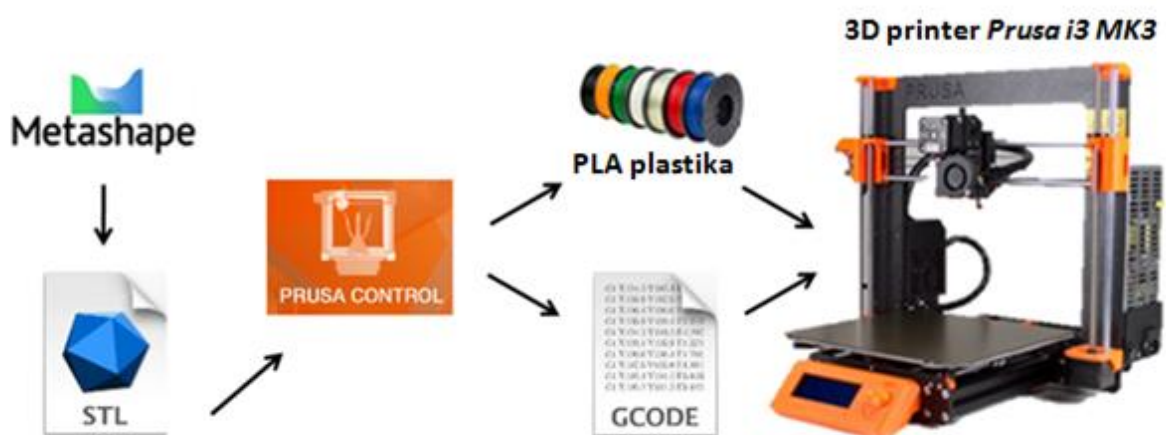 3D printer Prusa i3 MK3
Metashape
PLA plastika
PRUSA
PRUSA CONTROL
STL
GCODE